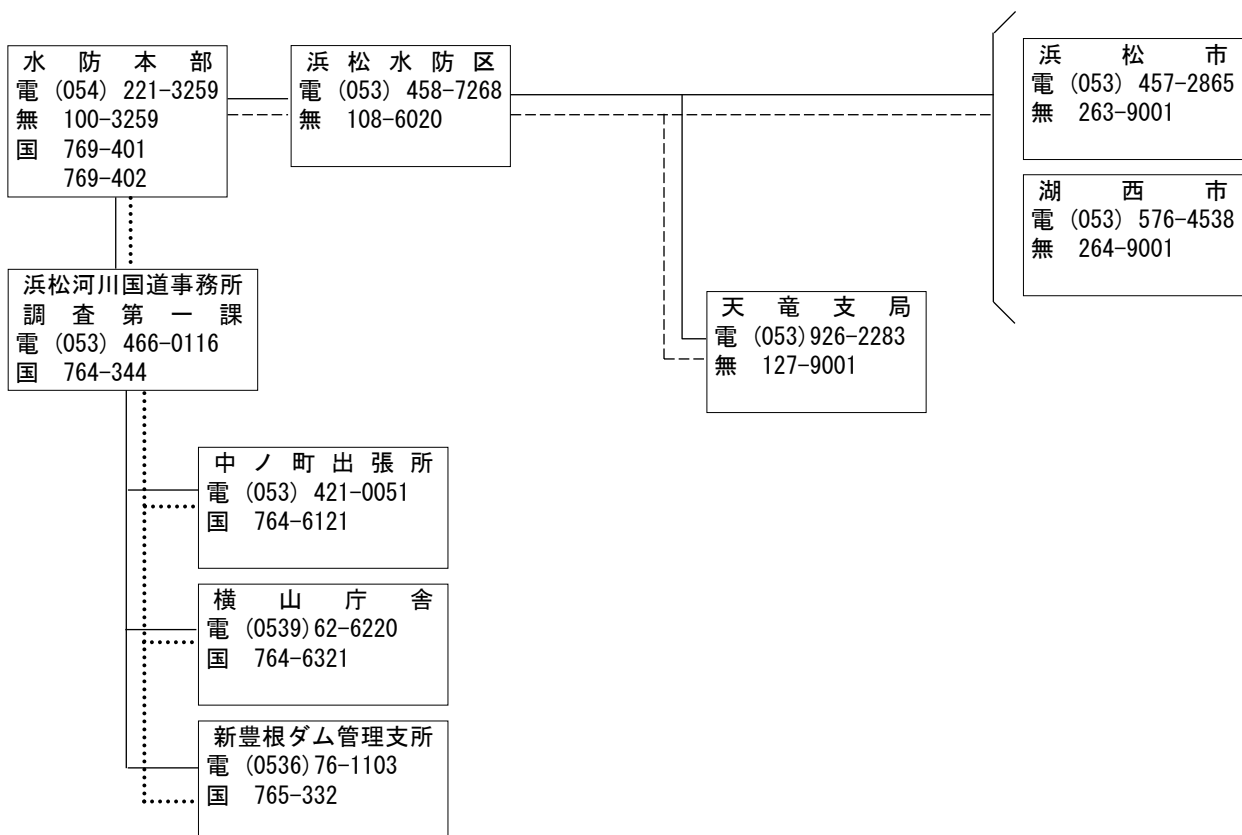 水防本部
電 (054) 221-3259
無 100-3259
国 769-401
769-402
浜松水防区
電 (053) 458-7268
無 108-6020
浜松市
電 (053) 457-2865
無 263-9001
湖西市
電 (053) 576-4538
無 264-9001
浜松河川国道事務所
調査第一課
電 (053) 466-0116
国 764-344
天竜支局
電 (053)926-2283
無 127-9001
中ノ町出張所
電 (053) 421-0051
国 764-6121
横山庁舎
電 (0539)62-6220
国 764-6321
新豊根ダム管理支所
電 (0536)76-1103
国 765-332